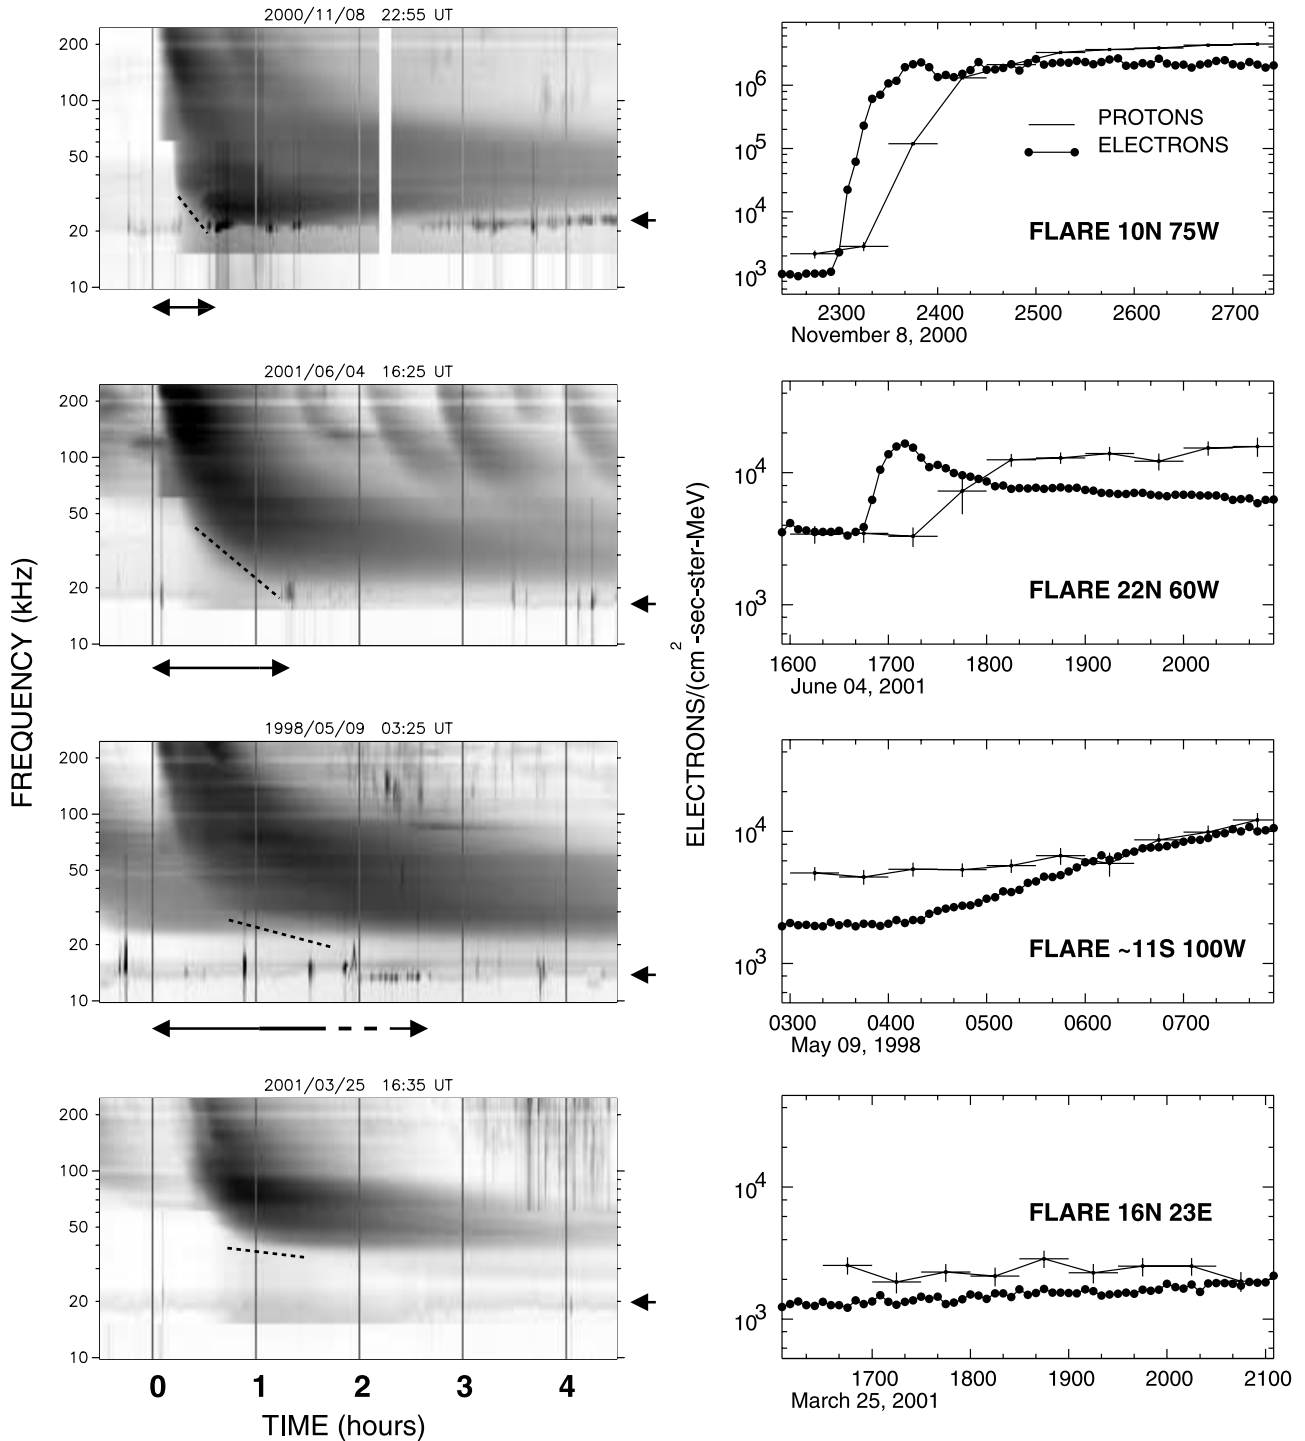 2000/11/08 22:55 UT
200
100
50
20
10
2001/06/04 16:25 UT
200
100
50
20
10
1998/05/09 03:25 UT
200
100
50
20
10
2001/03/25 16:35 UT
200
100
50
20
10
0 1 2 3 4
TIME (hours)
FREQUENCY (kHz)
ELECTRONS/(cm2-sec-ster-MeV)
10^6
10^5
10^4
10^3
PROTONS
ELECTRONS
FLARE 10N 75W
2300 2400 2500 2600 2700
November 8, 2000
10^4
10^3
FLARE 22N 60W
1600 1700 1800 1900 2000
June 04, 2001
10^4
10^3
FLARE ~11S 100W
0300 0400 0500 0600 0700
May 09, 1998
10^4
10^3
FLARE 16N 23E
1700 1800 1900 2000 2100
March 25, 2001